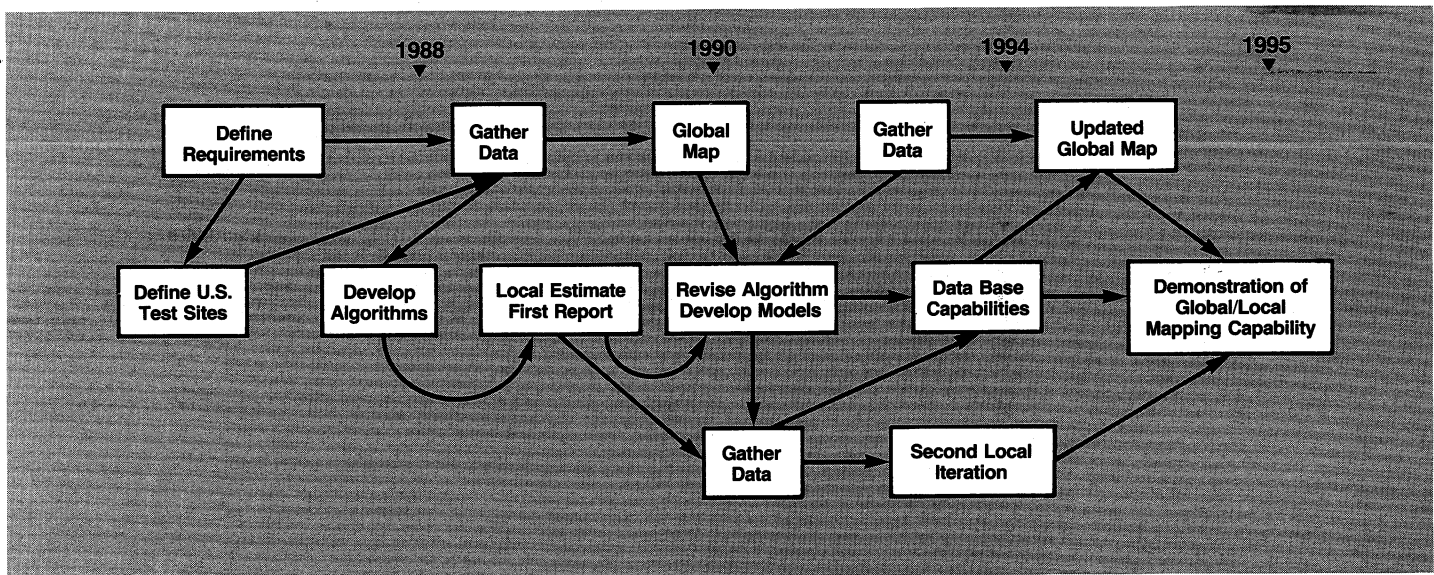 1988
1990
1994
1995
Define
Requirements
Gather
Data
Global
Map
Gather
Data
Updated
Global Map
Define U.S.
Test Sites
Develop
Algorithms
Local Estimate
First Report
Revise Algorithm
Develop Models
Data Base
Capabilities
Demonstration of
Global/Local
Mapping Capability
Gather
Data
Second Local
Iteration